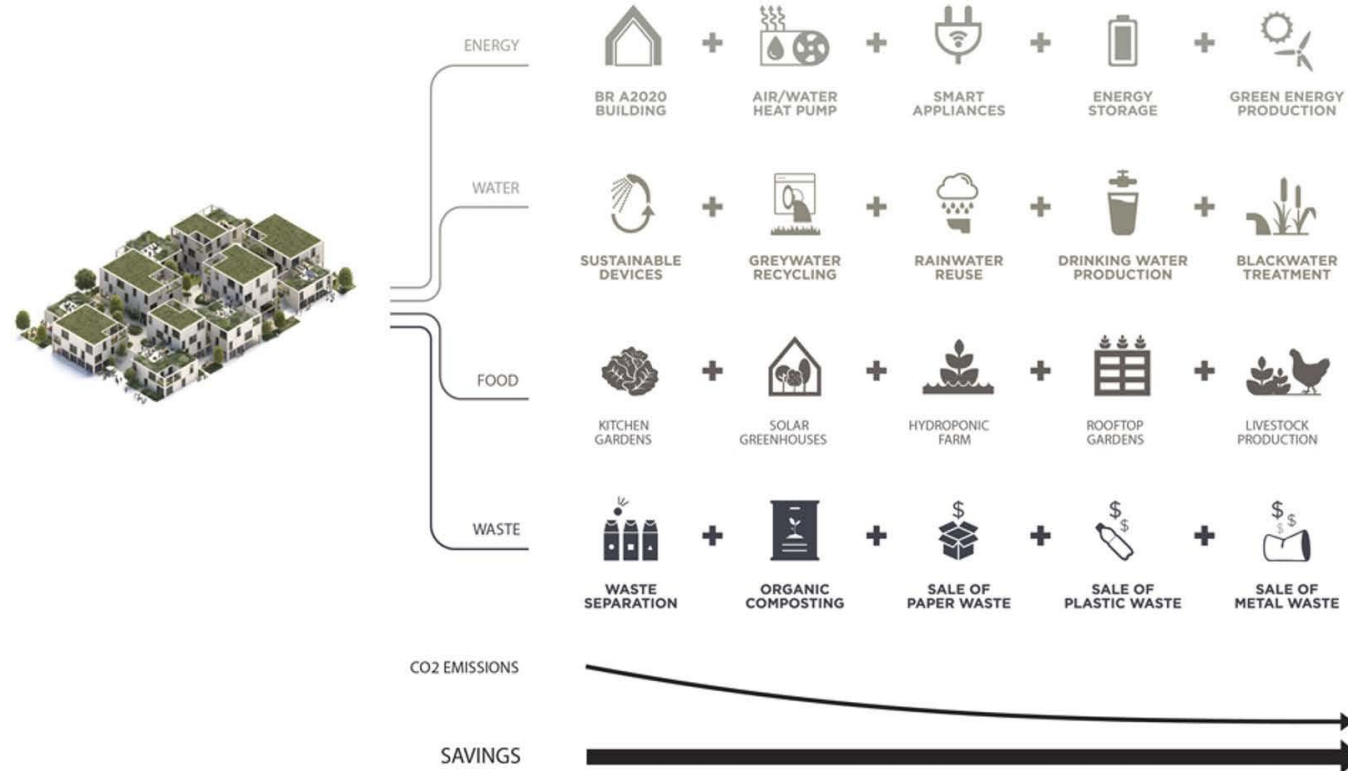 ENERGY
BR A2020
BUILDING
AIR/WATER
HEAT PUMP
SMART
APPLIANCES
ENERGY
STORAGE
GREEN ENERGY
PRODUCTION
WATER
SUSTAINABLE
DEVICES
GREYWATER
RECYCLING
RAINWATER
REUSE
DRINKING WATER
PRODUCTION
BLACKWATER
TREATMENT
FOOD
KITCHEN
GARDENS
SOLAR
GREENHOUSES
HYDROPONIC
FARM
ROOFTOP
GARDENS
LIVESTOCK
PRODUCTION
WASTE
WASTE
SEPARATION
ORGANIC
COMPOSTING
SALE OF
PAPER WASTE
SALE OF
PLASTIC WASTE
SALE OF
METAL WASTE
CO2 EMISSIONS
SAVINGS